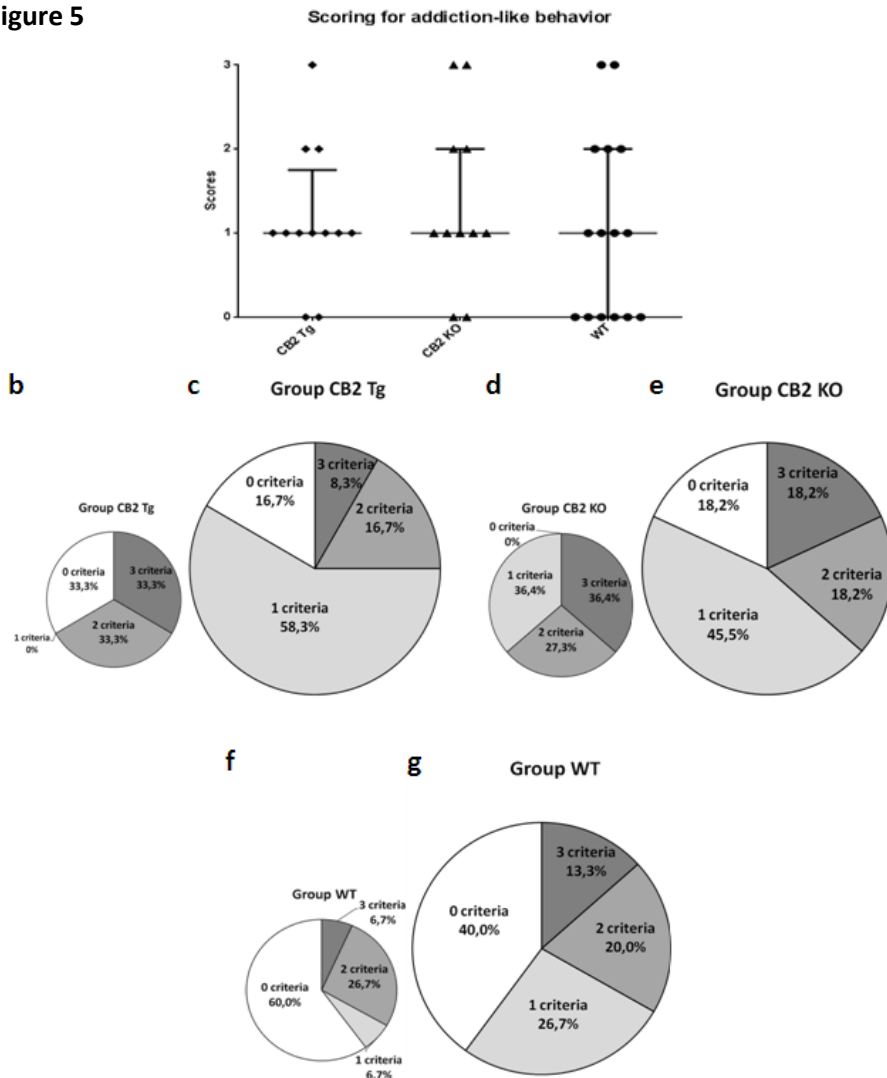 igure 5
Scoring for addiction-like behavior
3
2
1
0
Scores
CB2 Tg
CB2 KO
WT
b
c
Group CB2 Tg
d
e
Group CB2 KO
Group CB2 Tg
0 criteria
33,3%
3 criteria
33,3%
2 criteria
33,3%
1 criteria
0%
0 criteria
16,7%
3 criteria
8,3%
2 criteria
16,7%
1 criteria
58,3%
Group CB2 KO
0 criteria
0%
1 criteria
36,4%
3 criteria
36,4%
2 criteria
27,3%
0 criteria
18,2%
3 criteria
18,2%
2 criteria
18,2%
1 criteria
45,5%
f
g
Group WT
Group WT
3 criteria
6,7%
2 criteria
26,7%
0 criteria
60,0%
1 criteria
6,7%
3 criteria
13,3%
0 criteria
40,0%
2 criteria
20,0%
1 criteria
26,7%